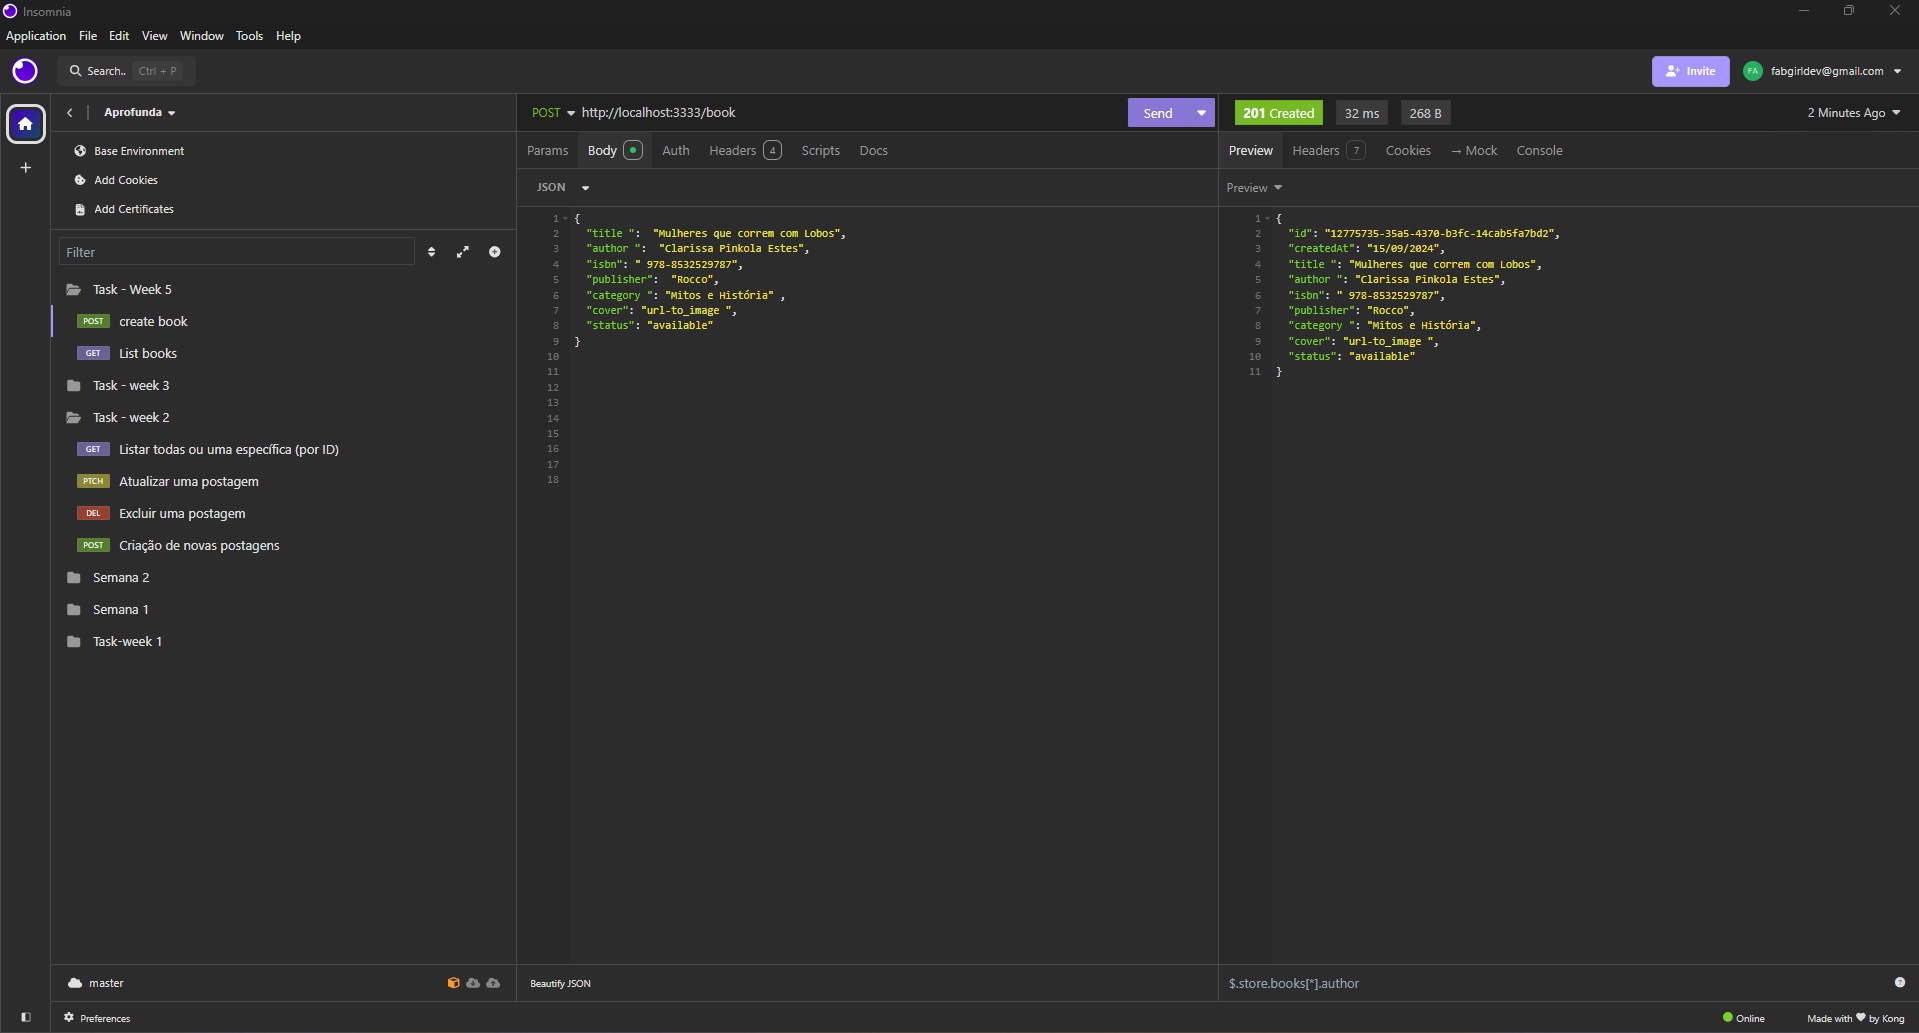 Insomnia
Application File Edit View Window Tools Help
Search.. Ctrl + P
Invite
FA fabgirldev@gmail.com
Aprofunda
Base Environment
Add Cookies
Add Certificates
Filter
Task - Week 5
POST create book
GET List books
Task - week 3
Task - week 2
GET Listar todas ou uma específica (por ID)
PTCH Atualizar uma postagem
DEL Excluir uma postagem
POST Criação de novas postagens
Semana 2
Semana 1
Task-week 1
master
Preferences
POST http://localhost:3333/book
Send
Params Body Auth Headers 4 Scripts Docs
JSON
1 {
2 "title ": "Mulheres que correm com Lobos",
3 "author ": "Clarissa Pinkola Estes",
4 "isbn": " 978-8532529787",
5 "publisher": "Rocco",
6 "category ": "Mitos e História" ,
7 "cover": "url-to_image ",
8 "status": "available"
9 }
10
11
12
13
14
15
16
17
18
Beautify JSON
201 Created 32 ms 268 B
2 Minutes Ago
Preview Headers 7 Cookies → Mock Console
Preview
1 {
2 "id": "12775735-35a5-4370-b3fc-14cab5fa7bd2",
3 "createdAt": "15/09/2024",
4 "title ": "Mulheres que correm com Lobos",
5 "author ": "Clarissa Pinkola Estes",
6 "isbn": " 978-8532529787",
7 "publisher": "Rocco",
8 "category ": "Mitos e História",
9 "cover": "url-to_image ",
10 "status": "available"
11 }
$.store.books[*].author
Online
Made with ♥ by Kong